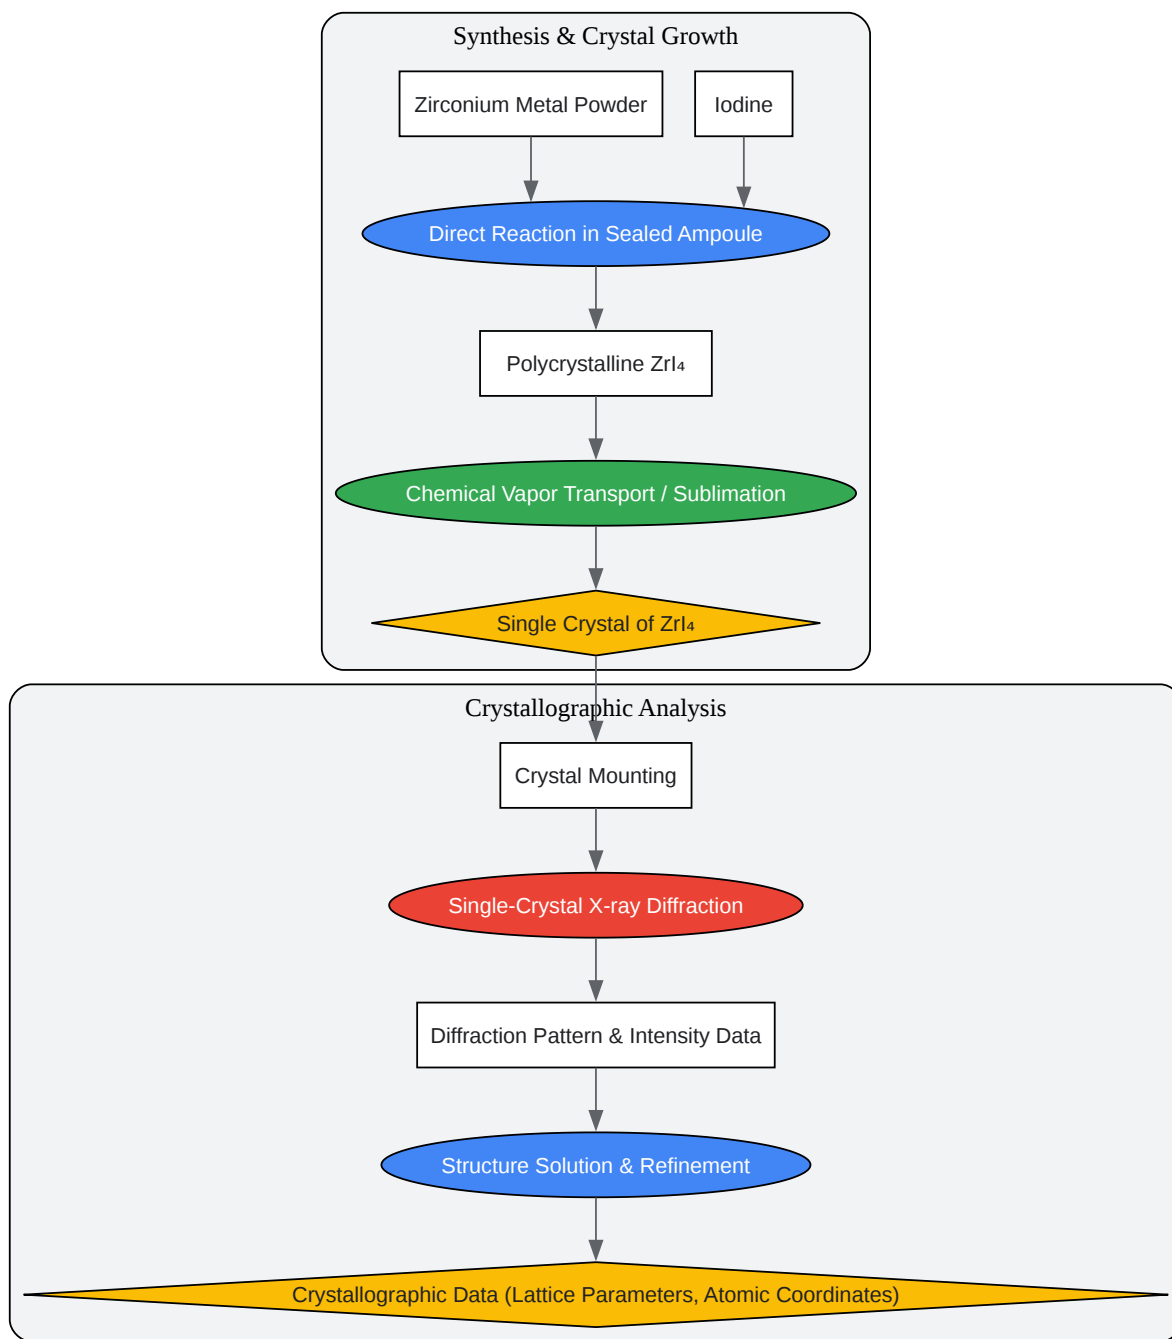 Synthesis & Crystal Growth
Zirconium Metal Powder
Iodine
Direct Reaction in Sealed Ampoule
Polycrystalline ZrI₄
Chemical Vapor Transport / Sublimation
Single Crystal of ZrI₄
Crystallographic Analysis
Crystal Mounting
Single-Crystal X-ray Diffraction
Diffraction Pattern & Intensity Data
Structure Solution & Refinement
Crystallographic Data (Lattice Parameters, Atomic Coordinates)